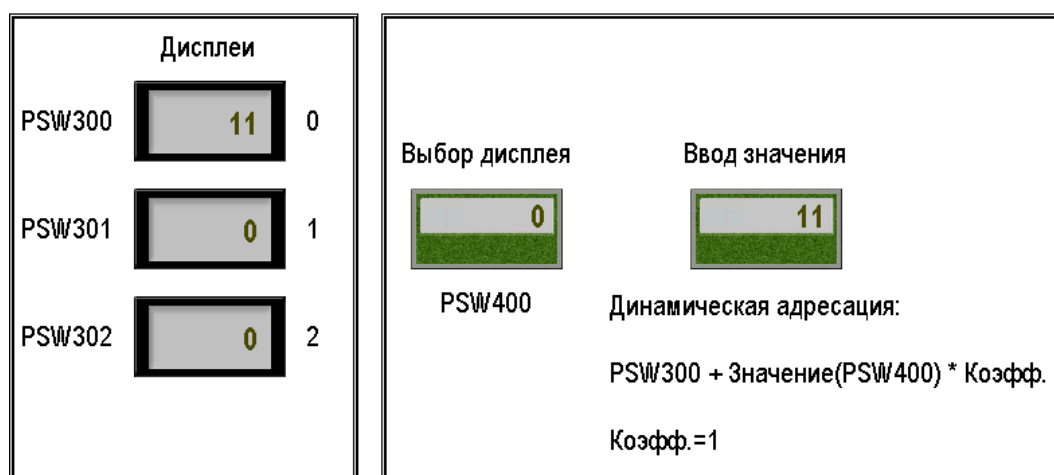 Дисплеи
PSW300 11 0
PSW301 0 1
PSW302 0 2
Выбор дисплея Ввод значения
0 11
PSW400
Динамическая адресация:
PSW300 + Значение(PSW400) * Коэфф.
Коэфф.=1